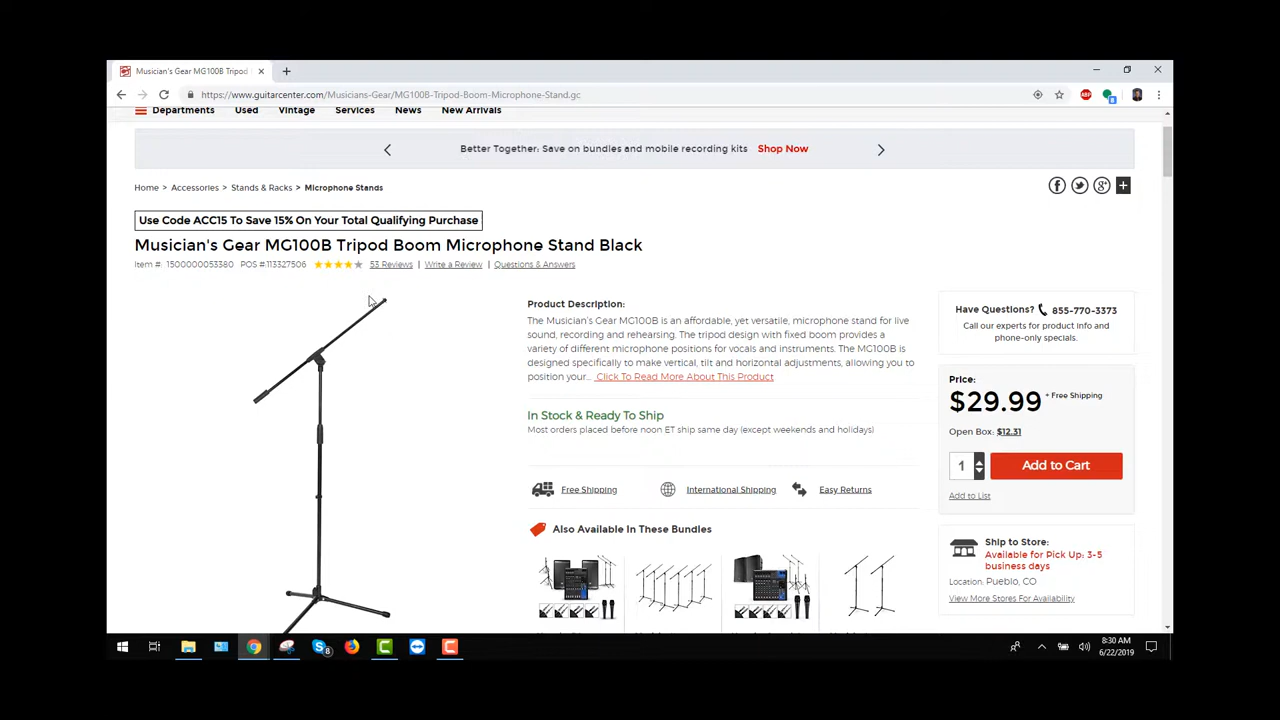 Musician's Gear MG100B Tripod
https://www.guitarcenter.com/Musicians-Gear/MG100B-Tripod-Boom-Microphone-Stand.gc
ABP
8
Departments Used Vintage Services News New Arrivals
Better Together: Save on bundles and mobile recording kits Shop Now
Home > Accessories > Stands & Racks > Microphone Stands
Use Code ACC15 To Save 15% On Your Total Qualifying Purchase
Musician's Gear MG100B Tripod Boom Microphone Stand Black
Item #: 1500000053380 POS #:113327506 53 Reviews | Write a Review | Questions & Answers
Product Description:
The Musician's Gear MG100B is an affordable, yet versatile, microphone stand for live
sound, recording and rehearsing. The tripod design with fixed boom provides a
variety of different microphone positions for vocals and instruments. The MG100B is
designed specifically to make vertical, tilt and horizontal adjustments, allowing you to
position your... Click To Read More About This Product
In Stock & Ready To Ship
Most orders placed before noon ET ship same day (except weekends and holidays)
Free Shipping International Shipping Easy Returns
Also Available In These Bundles
Have Questions? 855-770-3373
Call our experts for product info and
phone-only specials.
Price:
$29.99 + Free Shipping
Open Box: $12.31
1 Add to Cart
Add to List
Ship to Store:
Available for Pick Up: 3-5
business days
Location: Pueblo, CO
View More Stores For Availability
8
8:30 AM
6/22/2019